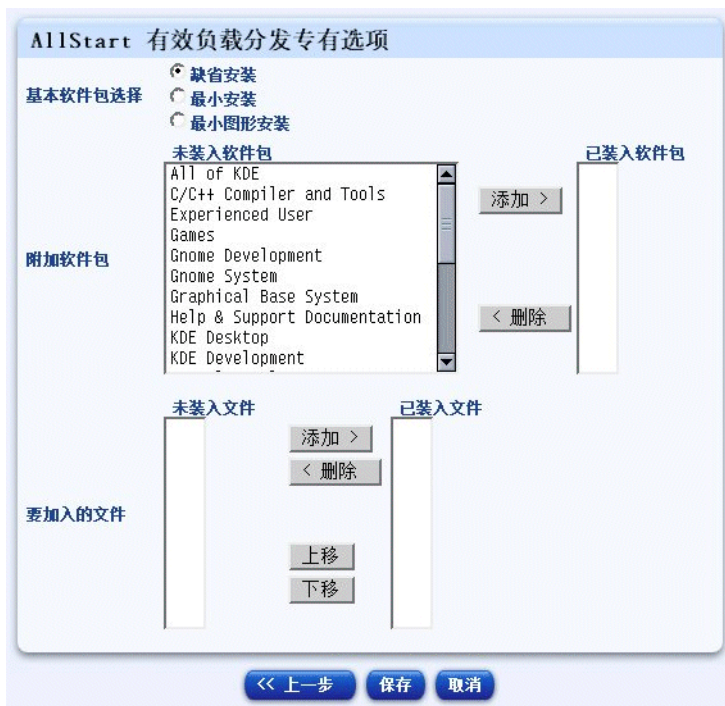 AllStart 有效负载分发专有选项
基本软件包选择
缺省安装
最小安装
最小图形安装
附加软件包
未装入软件包
All of KDE
C/C++ Compiler and Tools
Experienced User
Games
Gnome Development
Gnome System
Graphical Base System
Help & Support Documentation
KDE Desktop
KDE Development
添加 >
< 删除
已装入软件包
要加入的文件
未装入文件
添加 >
< 删除
上移
下移
已装入文件
<< 上一步
保存
取消